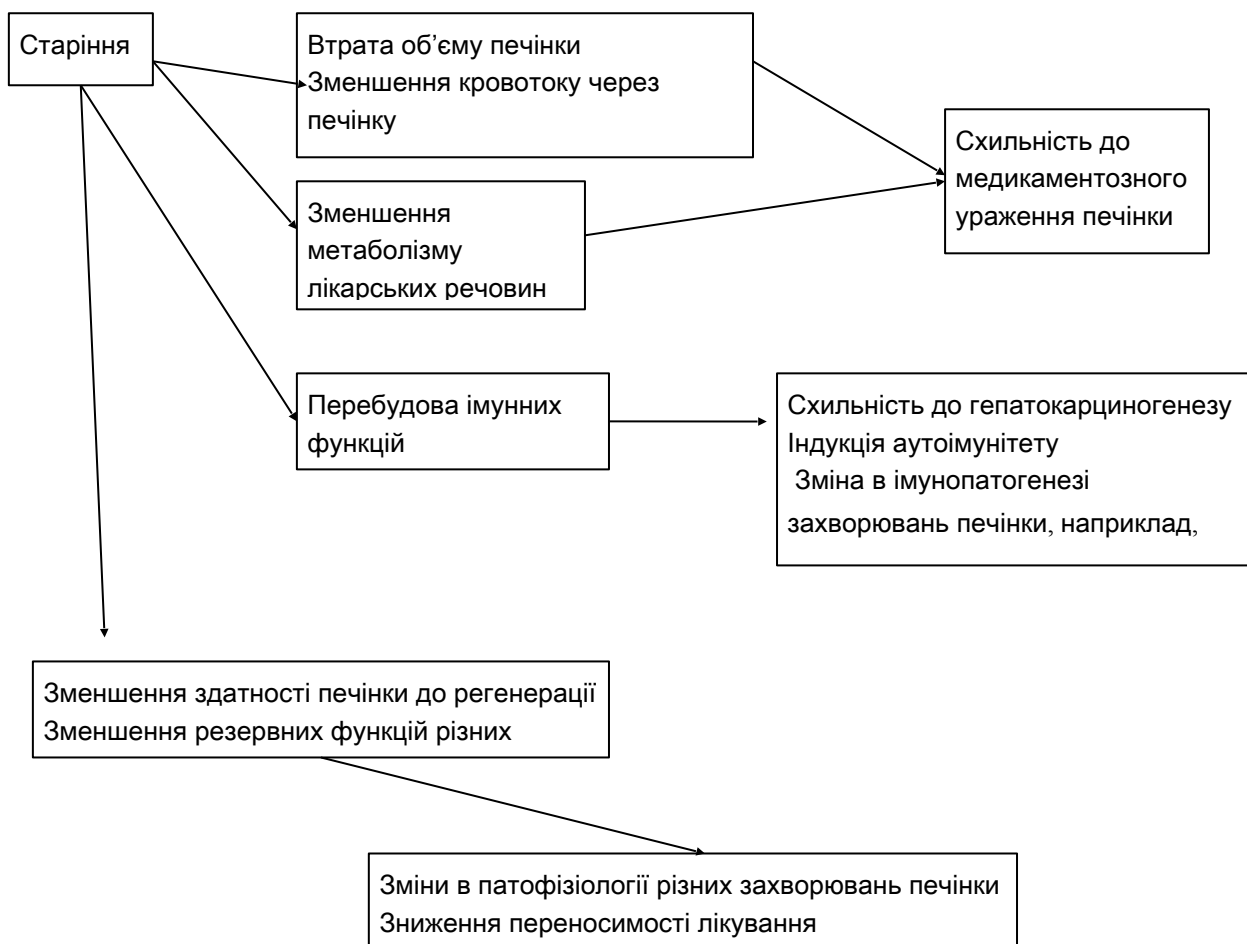 Старіння
Втрата об’єму печінки
Зменшення кровотоку через
печінку
Схильність до
медикаментозного
ураження печінки
Зменшення
метаболізму
лікарських речовин
Перебудова імунних
функцій
Схильність до гепатокарциногенезу
Індукція аутоімунітету
Зміна в імунопатогенезі
захворювань печінки, наприклад,
Зменшення здатності печінки до регенерації
Зменшення резервних функцій різних
Зміни в патофізіології різних захворювань печінки
Зниження переносимості лікування